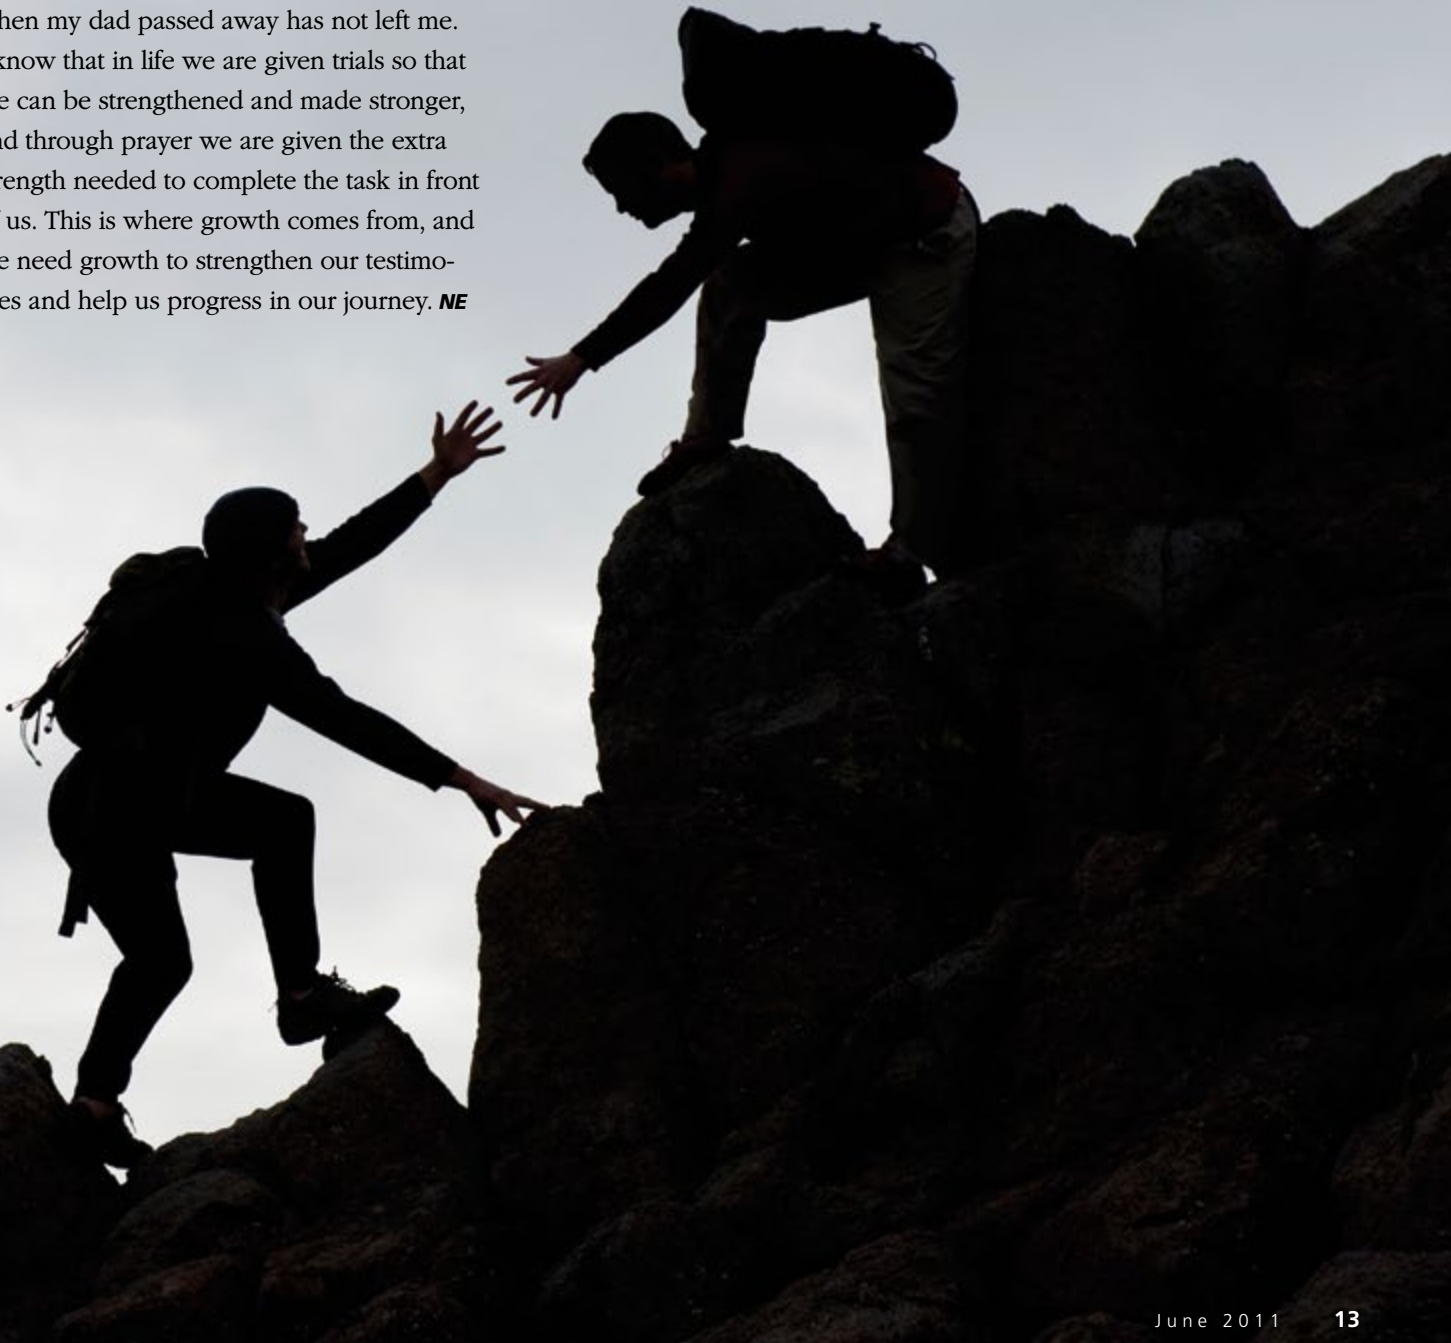 hen my dad passed away has not left me.
know that in life we are given trials so that
e can be strengthened and made stronger,
d through prayer we are given the extra
rength needed to complete the task in front
us. This is where growth comes from, and
e need growth to strengthen our testimo-
es and help us progress in our journey. NE
June 2011 13